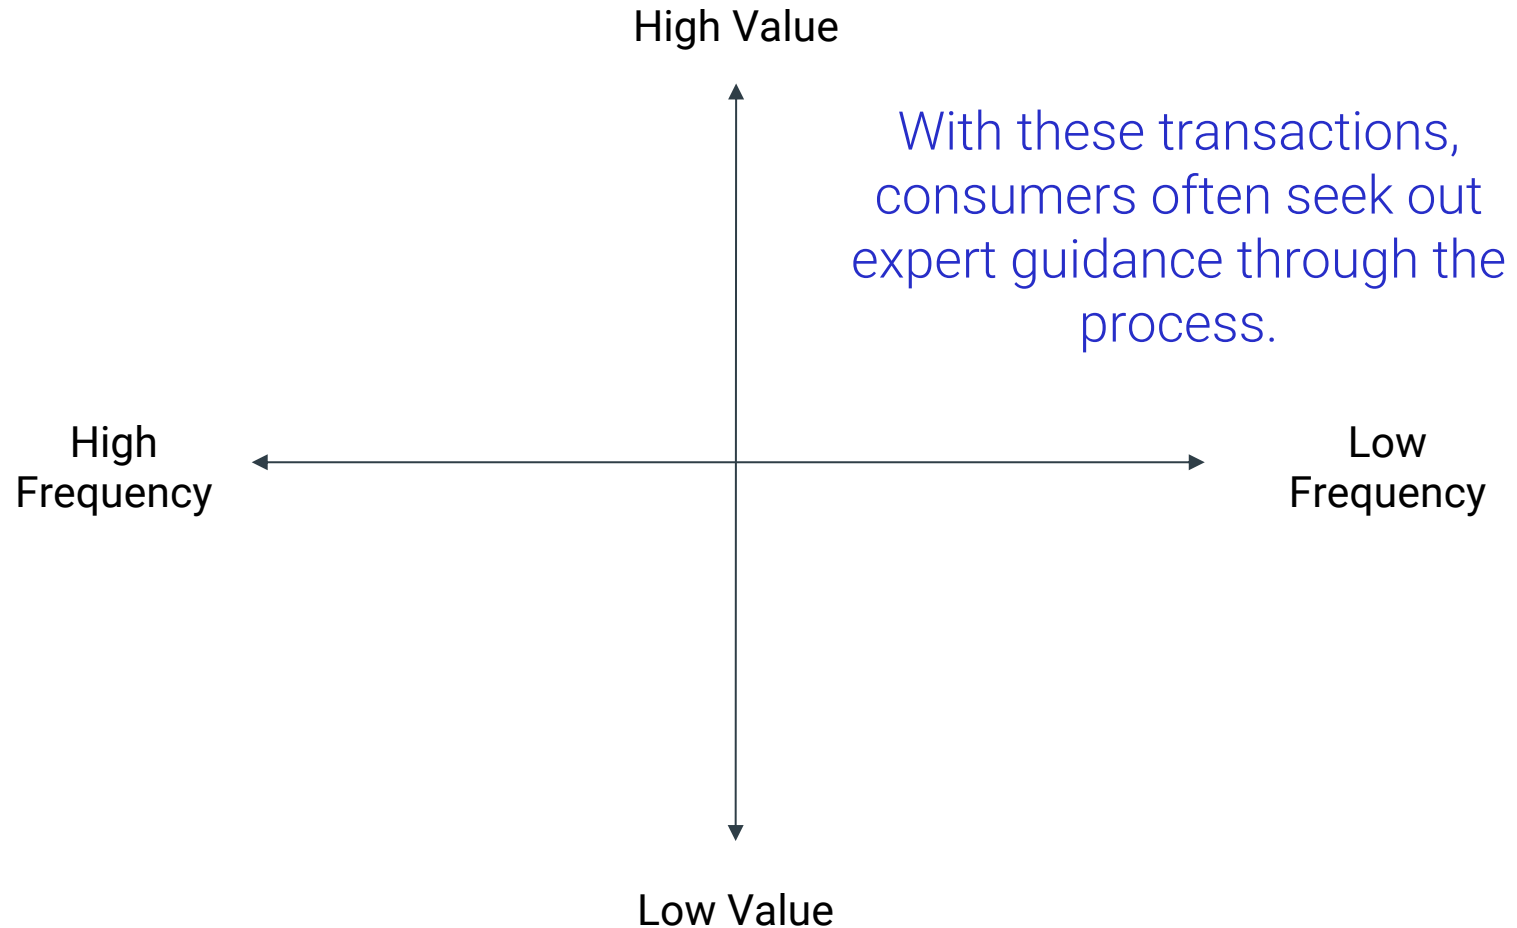 High Value
With these transactions,
consumers often seek out
expert guidance through the
process.
High
Frequency
Low
Frequency
Low Value